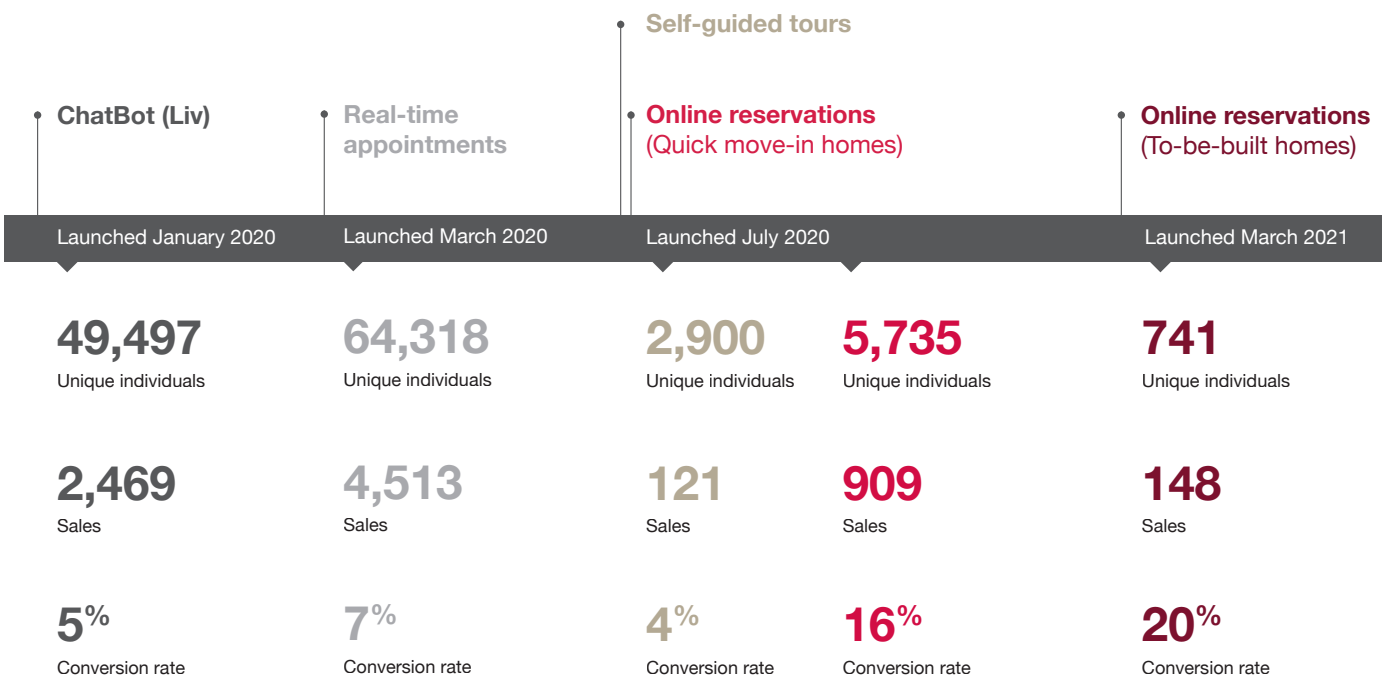 Self-guided tours
ChatBot (Liv)
Real-time
appointments
Online reservations
(Quick move-in homes)
Online reservations
(To-be-built homes)
Launched January 2020
Launched March 2020
Launched July 2020
Launched March 2021
49,497
Unique individuals
64,318
Unique individuals
2,900
Unique individuals
5,735
Unique individuals
741
Unique individuals
2,469
Sales
4,513
Sales
121
Sales
909
Sales
148
Sales
5%
Conversion rate
7%
Conversion rate
4%
Conversion rate
16%
Conversion rate
20%
Conversion rate